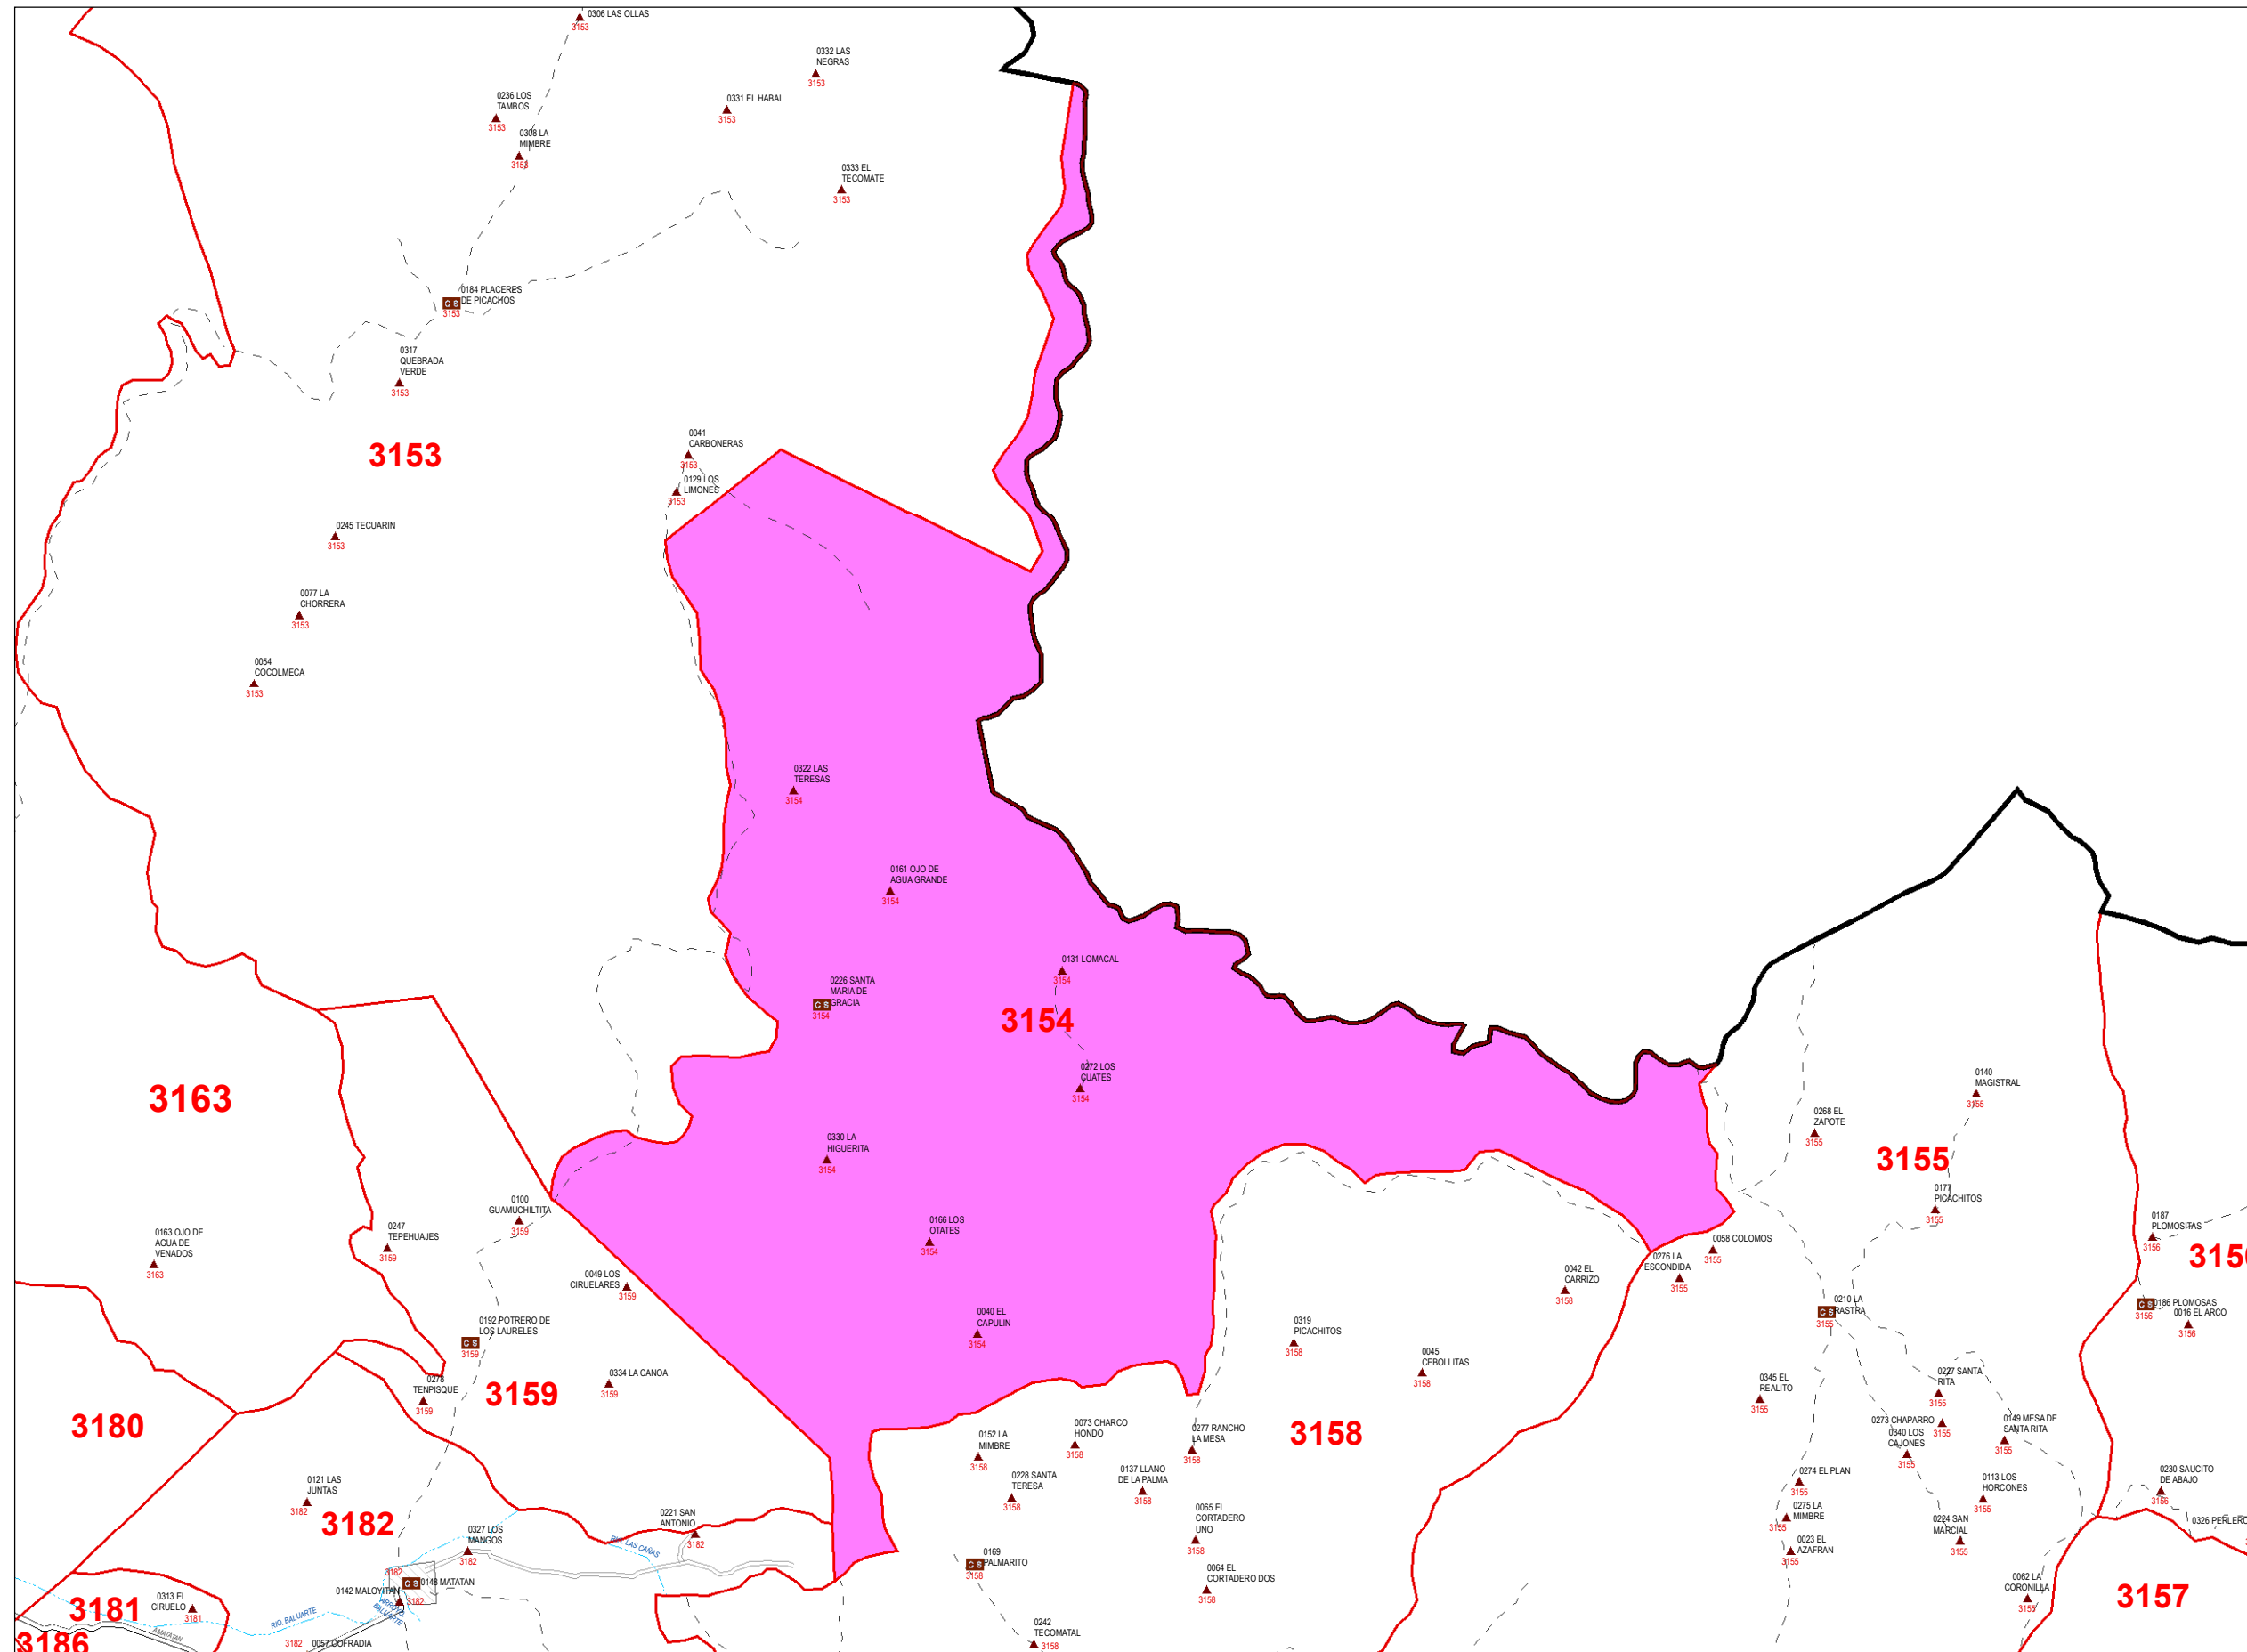 0306 LAS OLLAS
3153
0332 LAS
NEGRAS
3153
0236 LOS
TAMBOS
0331 EL HABAL
3153
0308 LA
MIMBRE
3153
0333 EL
TECOMATE
3153
0184 PLACERES
DE PICACHOS
C S
3153
0317
QUEBRADA
VERDE
3153
3153
0041
CARBONERAS
3153
0129 LOS
LIMONES
3153
0245 TECUARIN
3153
0077 LA
CHORRERA
3153
0054
COCOLMECA
3153
0322 LAS
TERESAS
3154
0161 OJO DE
AGUA GRANDE
3154
0131 LOMACAL
3154
0226 SANTA
MARIA DE
GRACIA
C S
3154
3154
0272 LOS
CUATES
3154
0140
MAGISTRAL
3155
3163
0268 EL
ZAPOTE
3155
0330 LA
HIGUERITA
3154
3155
0177
PICACHITOS
3155
0100
GUAMUCHILTITA
3159
0163 OJO DE
AGUA DE
VENADOS
3163
0247
TEPEHUAJES
3159
0166 LOS
OTATES
3154
0187
PLOMOSITAS
3156
0058 COLOMOS
3155
0276 LA
ESCONDIDA
3155
0042 EL
CARRIZO
3158
0049 LOS
CIRUELARES
3159
0210 LA
RASTRA
C S
3155
0186 PLOMOSAS
C S
3156
0016 EL ARCO
3156
0192 POTRERO DE
LOS LAURELES
C S
3159
0040 EL
CAPULIN
3154
0319
PICACHITOS
3158
0045
CEBOLLITAS
3158
0334 LA CANOA
3159
3159
0278
TENPISQUE
3159
0345 EL
REALITO
3155
0227 SANTA
RITA
3155
3180
0273 CHAPARRO
3155
0149 MESA DE
SANTA RITA
3155
0340 LOS
CAJONES
3155
3158
0152 LA
MIMBRE
3158
0073 CHARCO
HONDO
3158
0277 RANCHO
LA MESA
3158
0137 LLANO
DE LA PALMA
3158
0228 SANTA
TERESA
3158
0274 EL PLAN
3155
0113 LOS
HORCONES
3155
0230 SAUCITO
DE ABAJO
3156
0121 LAS
JUNTAS
3182
3182
0221 SAN
ANTONIO
3182
0065 EL
CORTADERO
UNO
3158
0275 LA
MIMBRE
3155
0224 SAN
MARCIAL
3155
0326 PERLERO
0327 LOS
MANGOS
3182
RIO. LAS CAÑAS
0023 EL
AZAFRAN
3155
0169
PALMARITO
C S
3158
3182
C S
0148 MATATAN
0142 MALOYITAN
3182
0064 EL
CORTADERO DOS
3158
0062 LA
CORONILLA
3155
3157
0313 EL
CIRUELO
3181
3181
RIO. BALUARTE
ARROYO
BALUARTE
A MATATAN
3186
3182
0057 COFRADIA
0242
TECOMATAL
3158